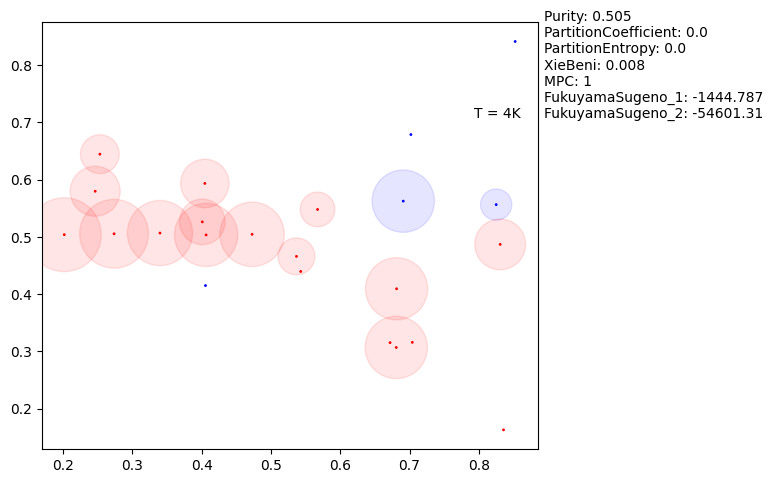 Purity: 0.505
PartitionCoefficient: 0.0
PartitionEntropy: 0.0
XieBeni: 0.008
MPC: 1
FukuyamaSugeno_1: -1444.787
FukuyamaSugeno_2: -54601.31
T = 4K
0.8
0.7
0.6
0.5
0.4
0.3
0.2
0.2 0.3 0.4 0.5 0.6 0.7 0.8